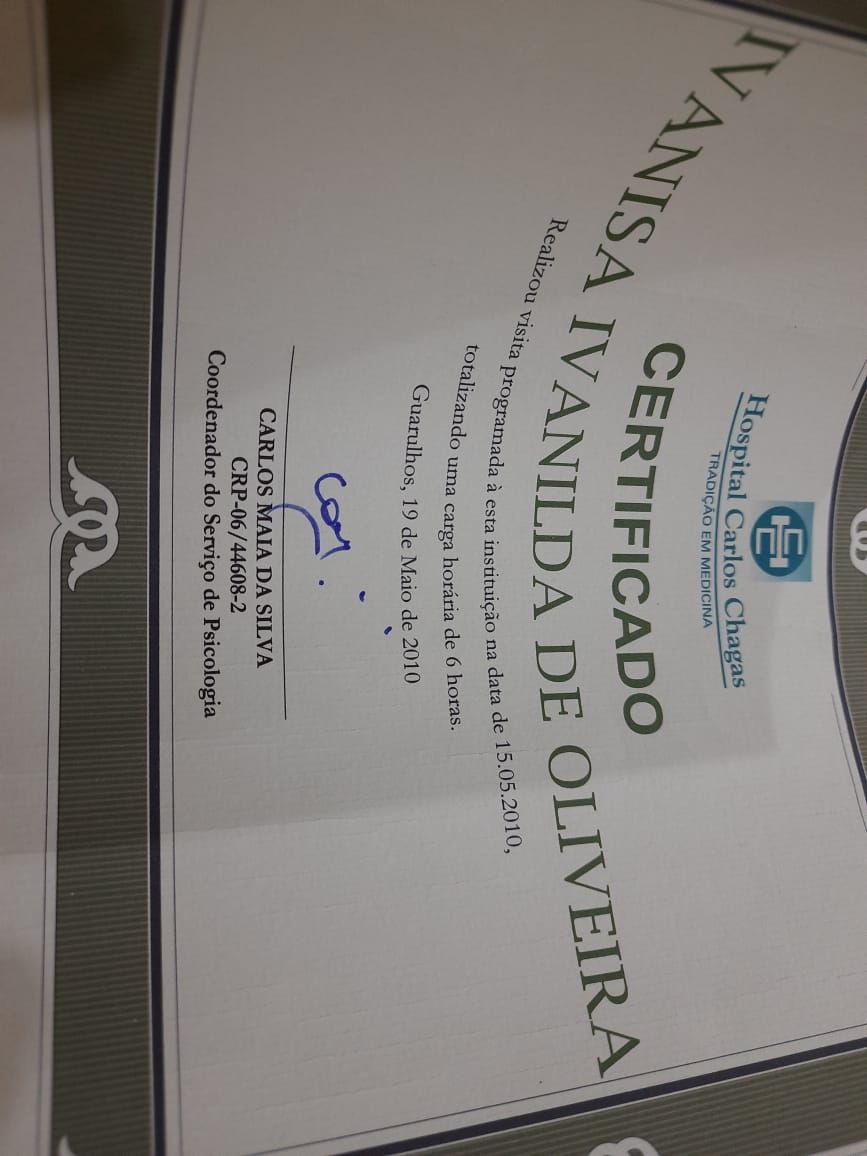 Hospital Carlos Chagas
TRADIÇÃO EM MEDICINA
CERTIFICADO
IVANISA IVANILDA DE OLIVEIRA
Realizou visita programada à esta instituição na data de 15.05.2010,
totalizando uma carga horária de 6 horas.
Guarulhos, 19 de Maio de 2010
CARLOS MAIA DA SILVA
CRP-06/44608-2
Coordenador do Serviço de Psicologia